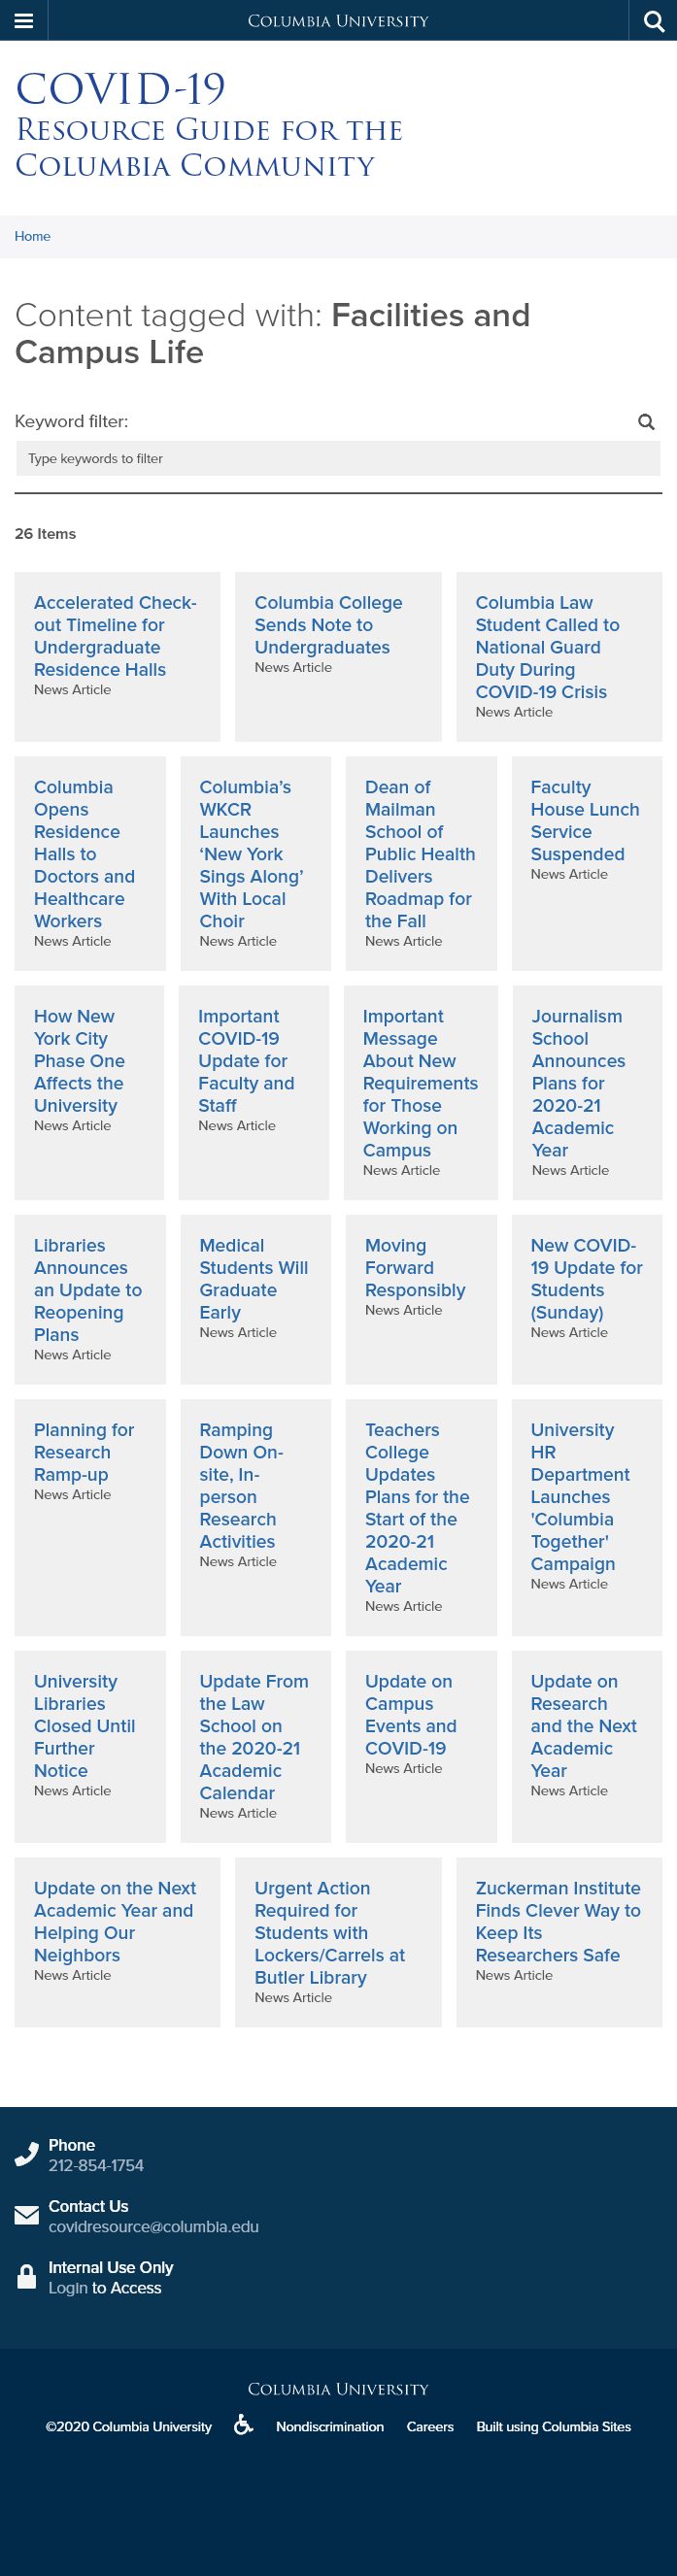 Columbia University
COVID-19
Resource Guide for the
Columbia Community
Home
Content tagged with: Facilities and
Campus Life
Keyword filter:
Type keywords to filter
26 Items
Accelerated Check-
out Timeline for
Undergraduate
Residence Halls
News Article
Columbia College
Sends Note to
Undergraduates
News Article
Columbia Law
Student Called to
National Guard
Duty During
COVID-19 Crisis
News Article
Columbia
Opens
Residence
Halls to
Doctors and
Healthcare
Workers
News Article
Columbia’s
WKCR
Launches
‘New York
Sings Along’
With Local
Choir
News Article
Dean of
Mailman
School of
Public Health
Delivers
Roadmap for
the Fall
News Article
Faculty
House Lunch
Service
Suspended
News Article
How New
York City
Phase One
Affects the
University
News Article
Important
COVID-19
Update for
Faculty and
Staff
News Article
Important
Message
About New
Requirements
for Those
Working on
Campus
News Article
Journalism
School
Announces
Plans for
2020-21
Academic
Year
News Article
Libraries
Announces
an Update to
Reopening
Plans
News Article
Medical
Students Will
Graduate
Early
News Article
Moving
Forward
Responsibly
News Article
New COVID-
19 Update for
Students
(Sunday)
News Article
Planning for
Research
Ramp-up
News Article
Ramping
Down On-
site, In-
person
Research
Activities
News Article
Teachers
College
Updates
Plans for the
Start of the
2020-21
Academic
Year
News Article
University
HR
Department
Launches
'Columbia
Together'
Campaign
News Article
University
Libraries
Closed Until
Further
Notice
News Article
Update From
the Law
School on
the 2020-21
Academic
Calendar
News Article
Update on
Campus
Events and
COVID-19
News Article
Update on
Research
and the Next
Academic
Year
News Article
Update on the Next
Academic Year and
Helping Our
Neighbors
News Article
Urgent Action
Required for
Students with
Lockers/Carrels at
Butler Library
News Article
Zuckerman Institute
Finds Clever Way to
Keep Its
Researchers Safe
News Article
Phone
212-854-1754
Contact Us
covidresource@columbia.edu
Internal Use Only
Login to Access
Columbia University
©2020 Columbia University Nondiscrimination Careers Built using Columbia Sites